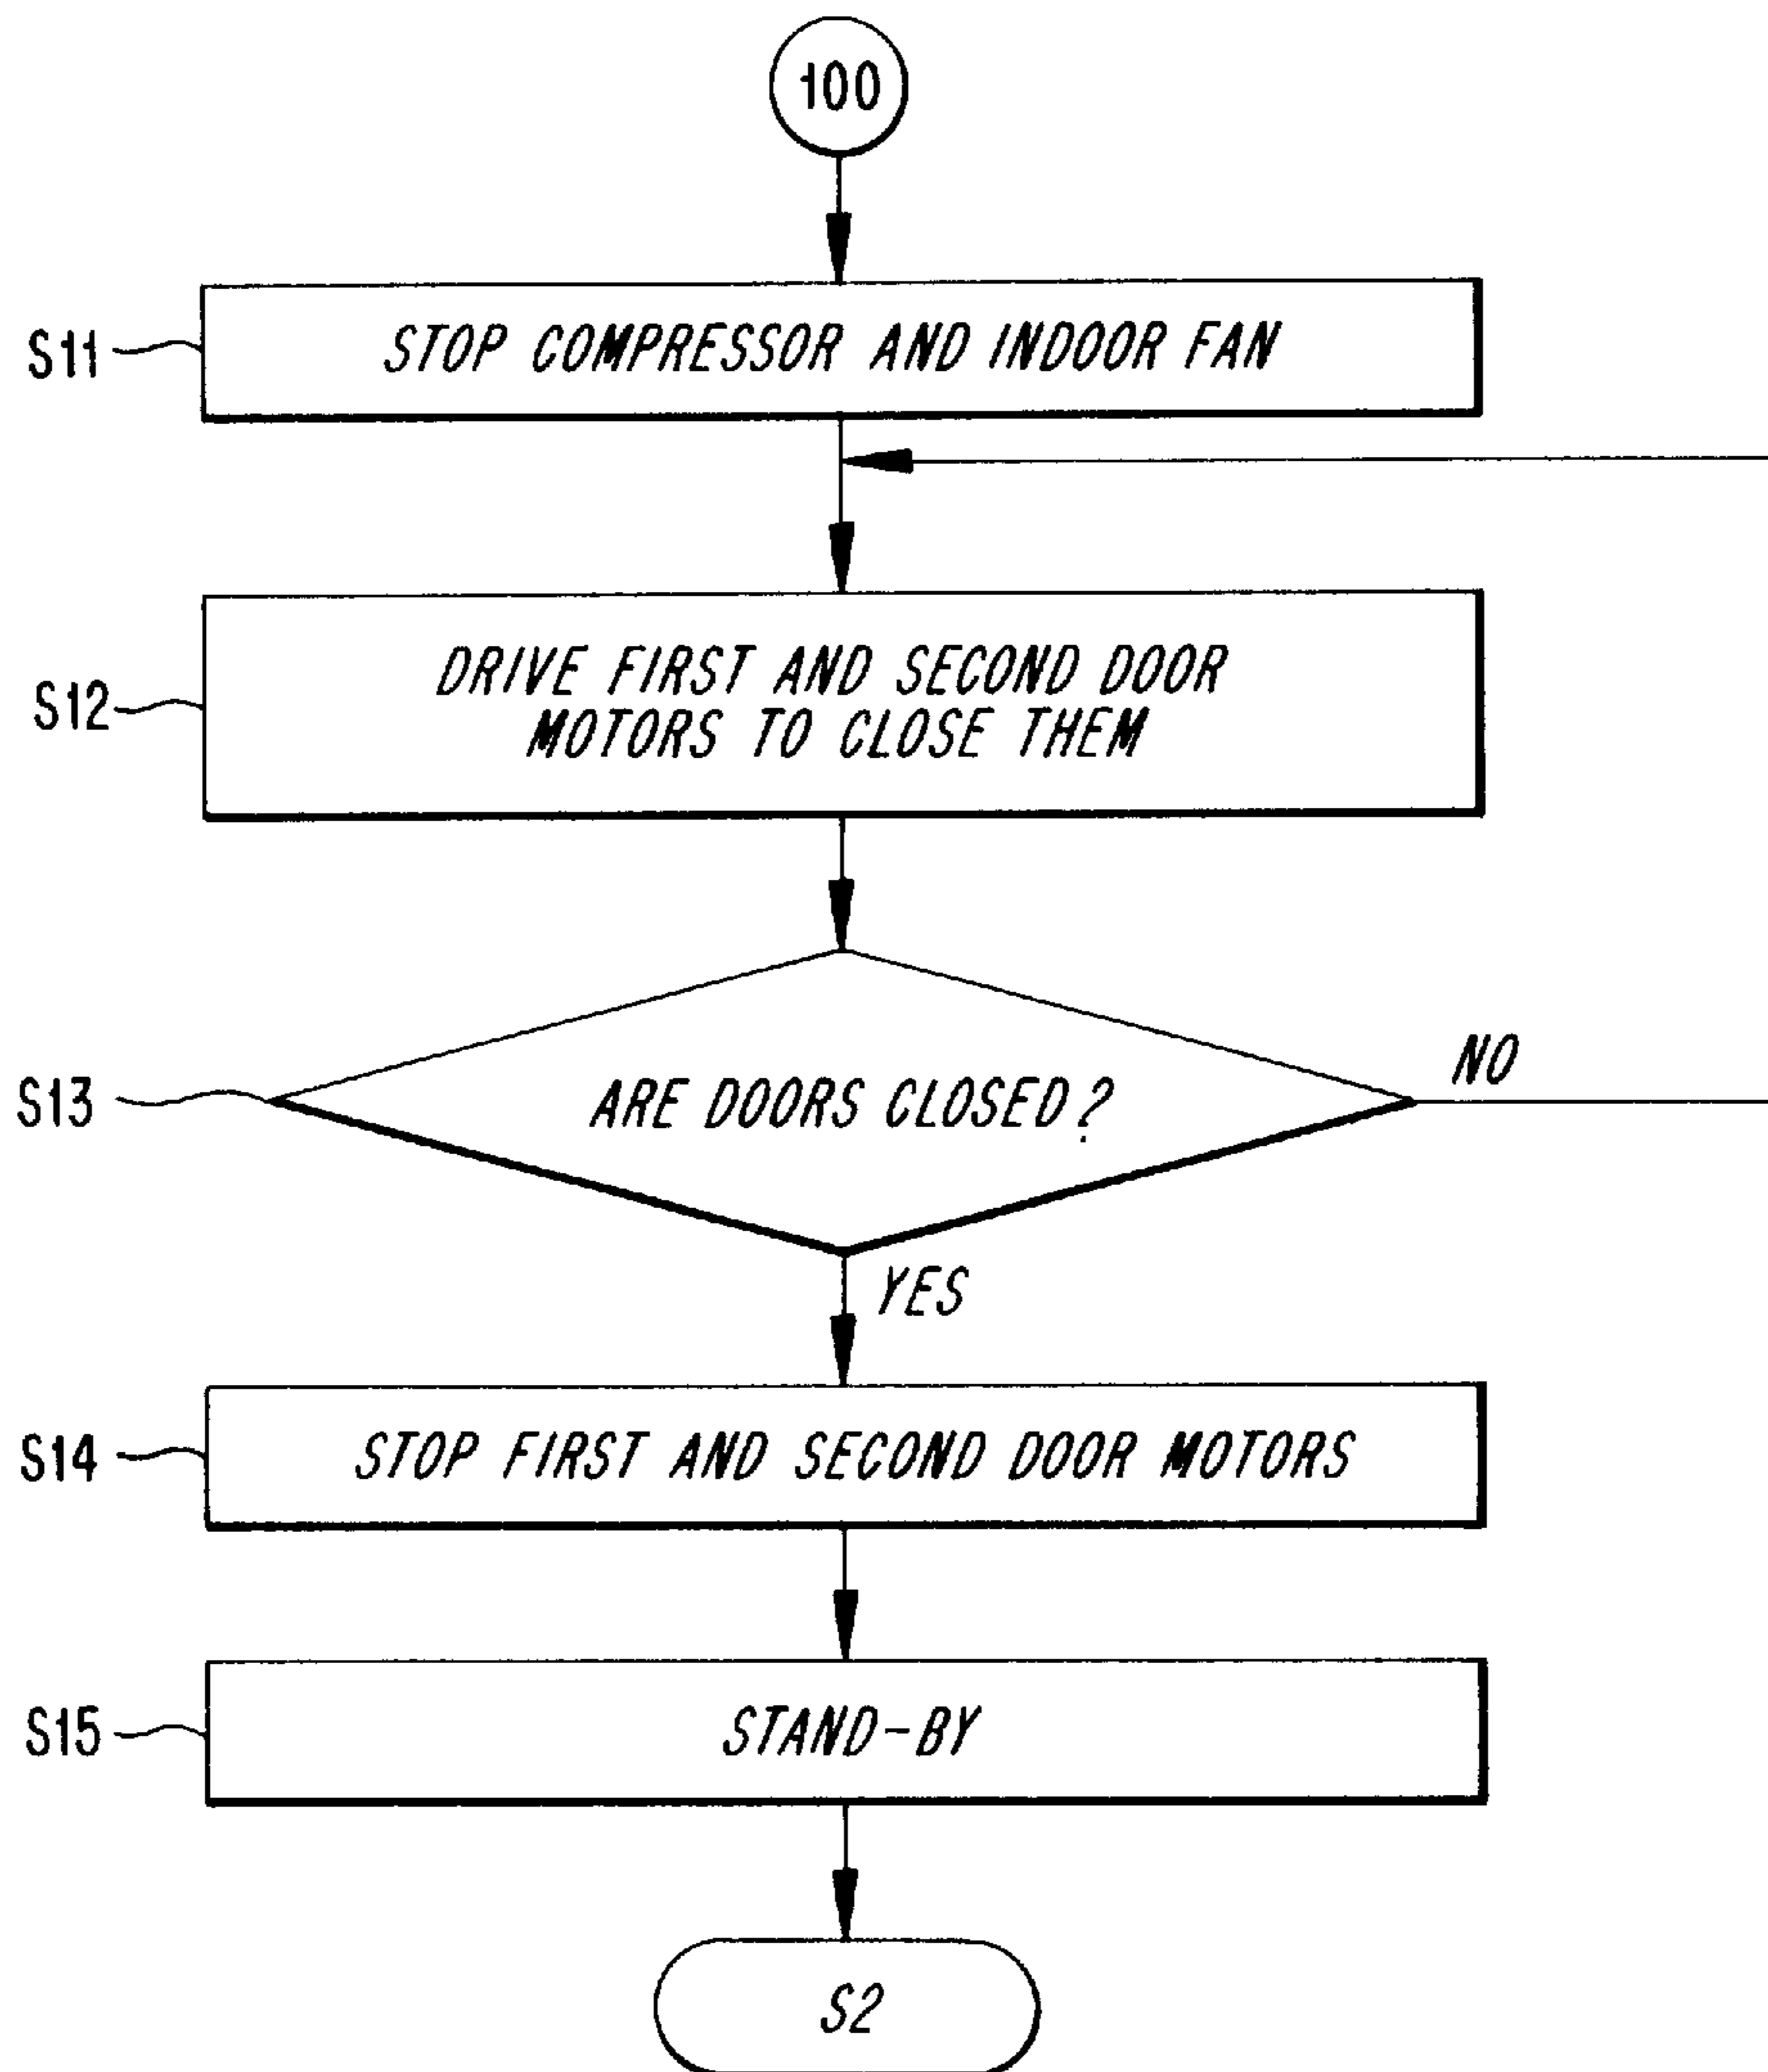 100
S11
STOP COMPRESSOR AND INDOOR FAN
S12
DRIVE FIRST AND SECOND DOOR
MOTORS TO CLOSE THEM
S13
ARE DOORS CLOSED?
NO
YES
S14
STOP FIRST AND SECOND DOOR MOTORS
S15
STAND-BY
S2